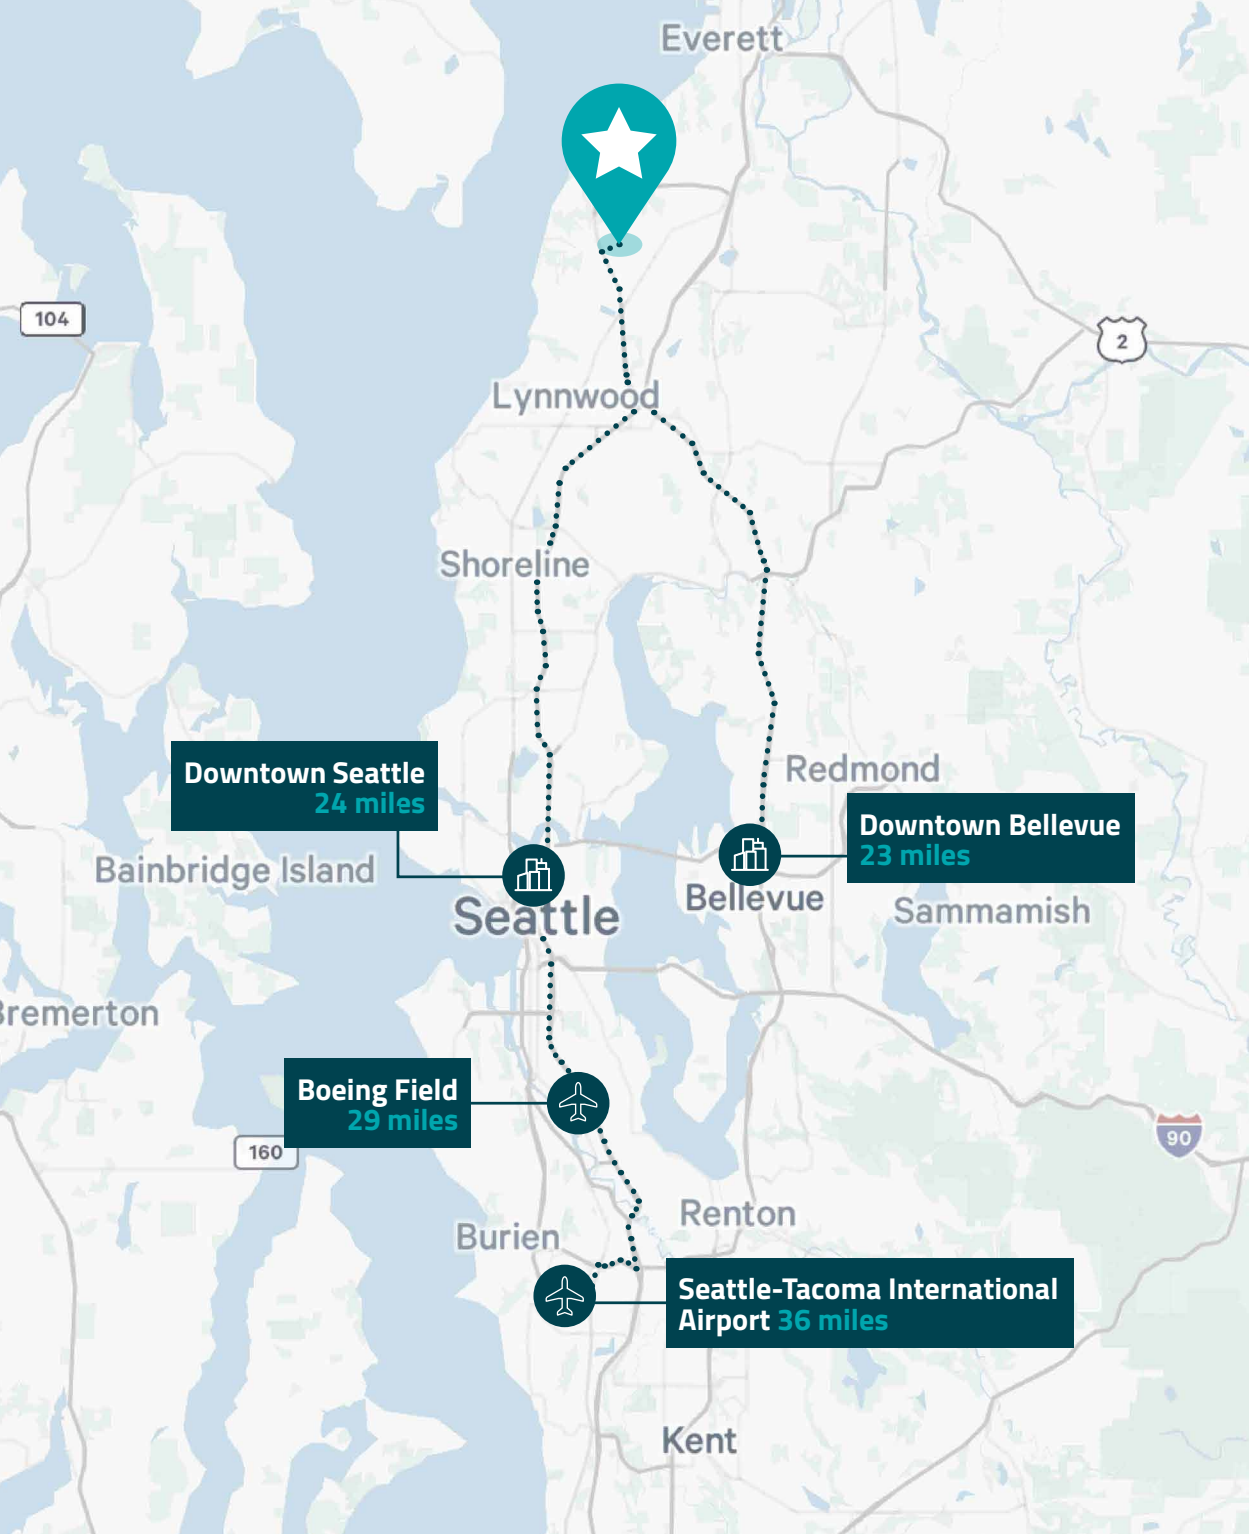 Everett
104
2
Lynnwood
Shoreline
Downtown Seattle
24 miles
Redmond
Downtown Bellevue
23 miles
Bainbridge Island
Bellevue
Seattle
Sammamish
Bremerton
Boeing Field
29 miles
90
160
Renton
Burien
Seattle-Tacoma International
Airport 36 miles
Kent